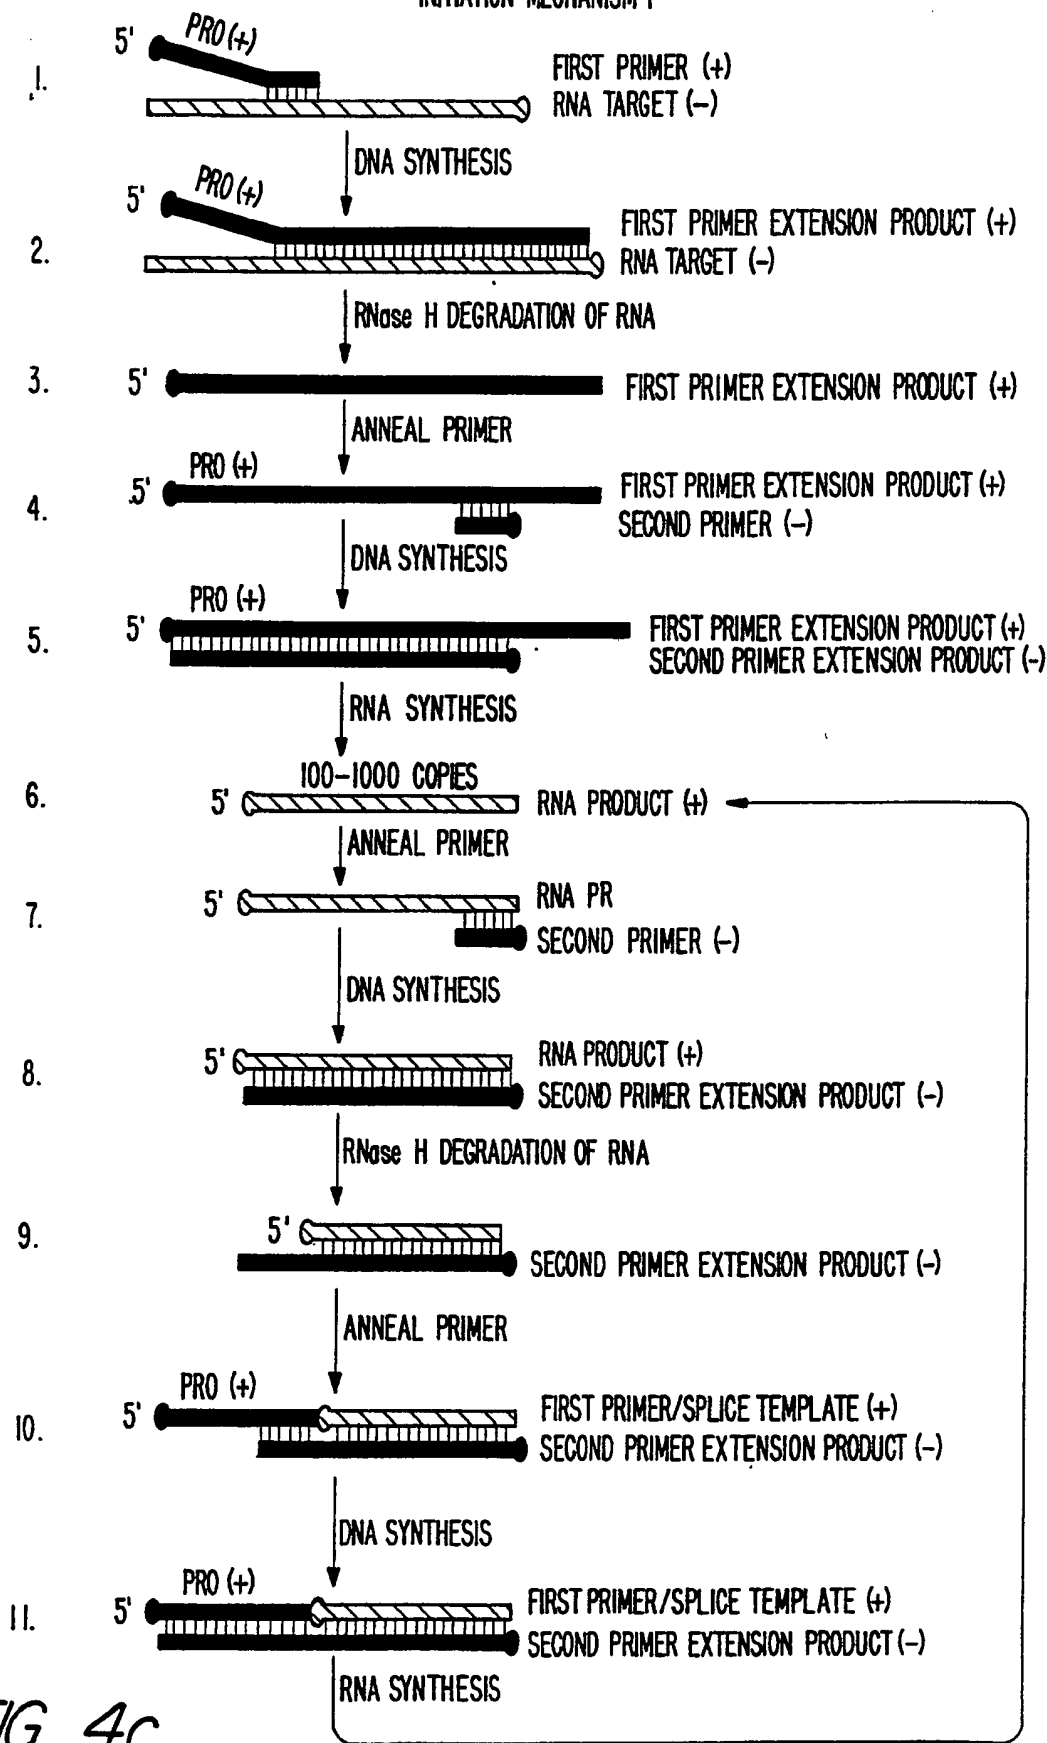 INITIATION MECHANISM I
1.
5' PRO (+)
FIRST PRIMER (+)
RNA TARGET (-)
DNA SYNTHESIS
2.
5' PRO (+)
FIRST PRIMER EXTENSION PRODUCT (+)
RNA TARGET (-)
RNase H DEGRADATION OF RNA
3.
5'
FIRST PRIMER EXTENSION PRODUCT (+)
ANNEAL PRIMER
4.
PRO (+)
5'
FIRST PRIMER EXTENSION PRODUCT (+)
SECOND PRIMER (-)
DNA SYNTHESIS
5.
PRO (+)
5'
FIRST PRIMER EXTENSION PRODUCT (+)
SECOND PRIMER EXTENSION PRODUCT (-)
RNA SYNTHESIS
6.
100-1000 COPIES
5'
RNA PRODUCT (+)
ANNEAL PRIMER
7.
5'
RNA PR
SECOND PRIMER (-)
DNA SYNTHESIS
8.
5'
RNA PRODUCT (+)
SECOND PRIMER EXTENSION PRODUCT (-)
RNase H DEGRADATION OF RNA
9.
5'
SECOND PRIMER EXTENSION PRODUCT (-)
ANNEAL PRIMER
10.
PRO (+)
5'
FIRST PRIMER/SPLICE TEMPLATE (+)
SECOND PRIMER EXTENSION PRODUCT (-)
DNA SYNTHESIS
11.
PRO (+)
5'
FIRST PRIMER/SPLICE TEMPLATE (+)
SECOND PRIMER EXTENSION PRODUCT (-)
RNA SYNTHESIS
FIG 4c